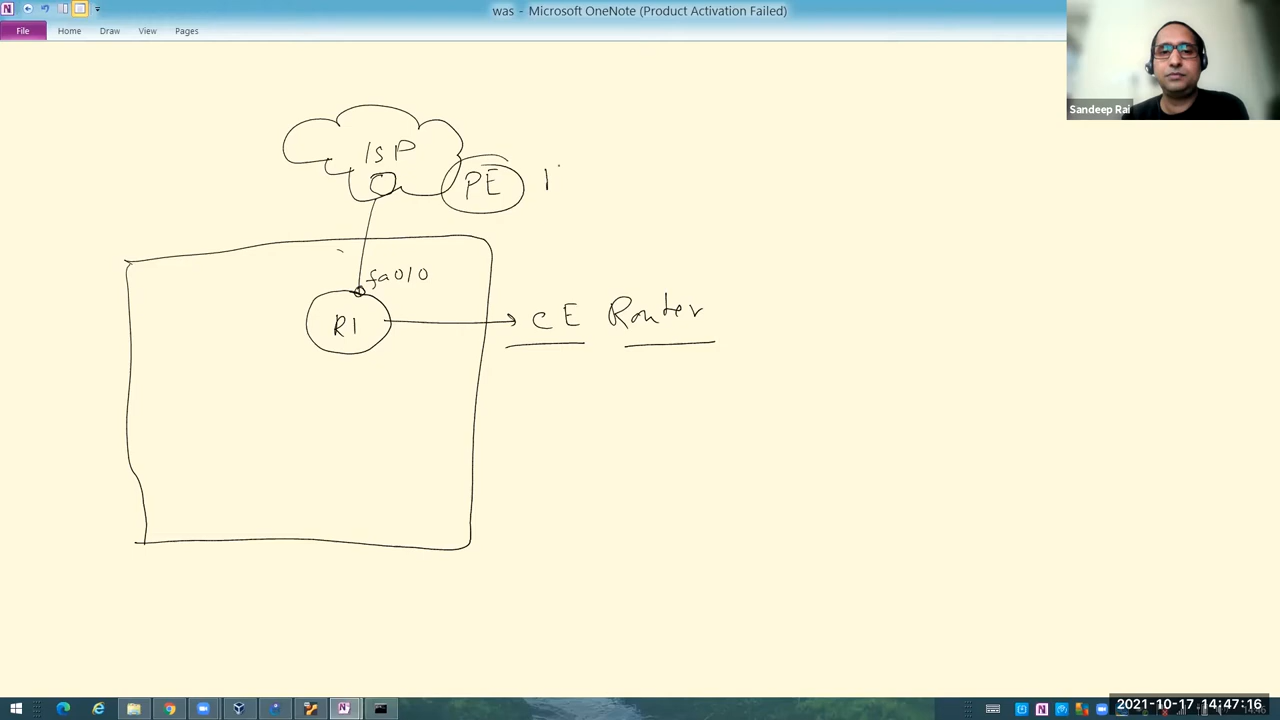 was - Microsoft OneNote (Product Activation Failed)
File Home Draw View Pages
Sandeep Rai
ISP
PE
fa0/0
R1
CE Router
2021-10-17 14:47:16